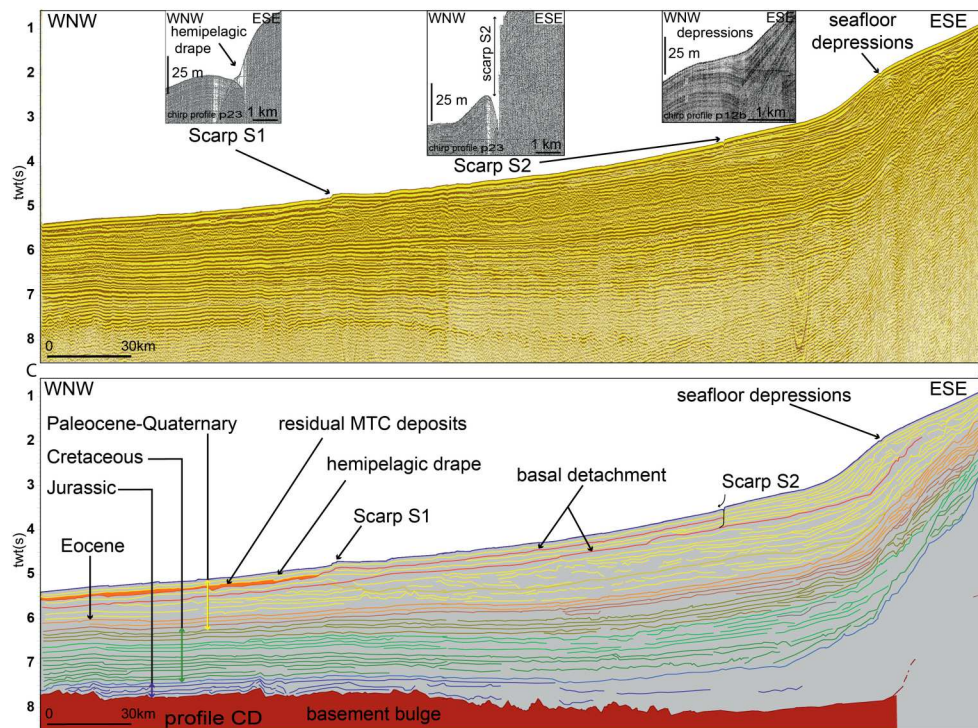 WNW
ESE
WNW
ESE
hemipelagic
drape
25 m
chirp profile p23
1 km
WNW
ESE
scarp S2
25 m
chirp profile p23
1 km
WNW
ESE
depressions
25 m
chirp profile p12b
1 km
seafloor
depressions
Scarp S1
Scarp S2
twt(s)
1
2
3
4
5
6
7
8
0
30km
C
WNW
ESE
Paleocene-Quaternary
Cretaceous
Jurassic
Eocene
residual MTC deposits
hemipelagic drape
Scarp S1
basal detachment
Scarp S2
seafloor depressions
twt(s)
1
2
3
4
5
6
7
8
0
30km
profile CD
basement bulge